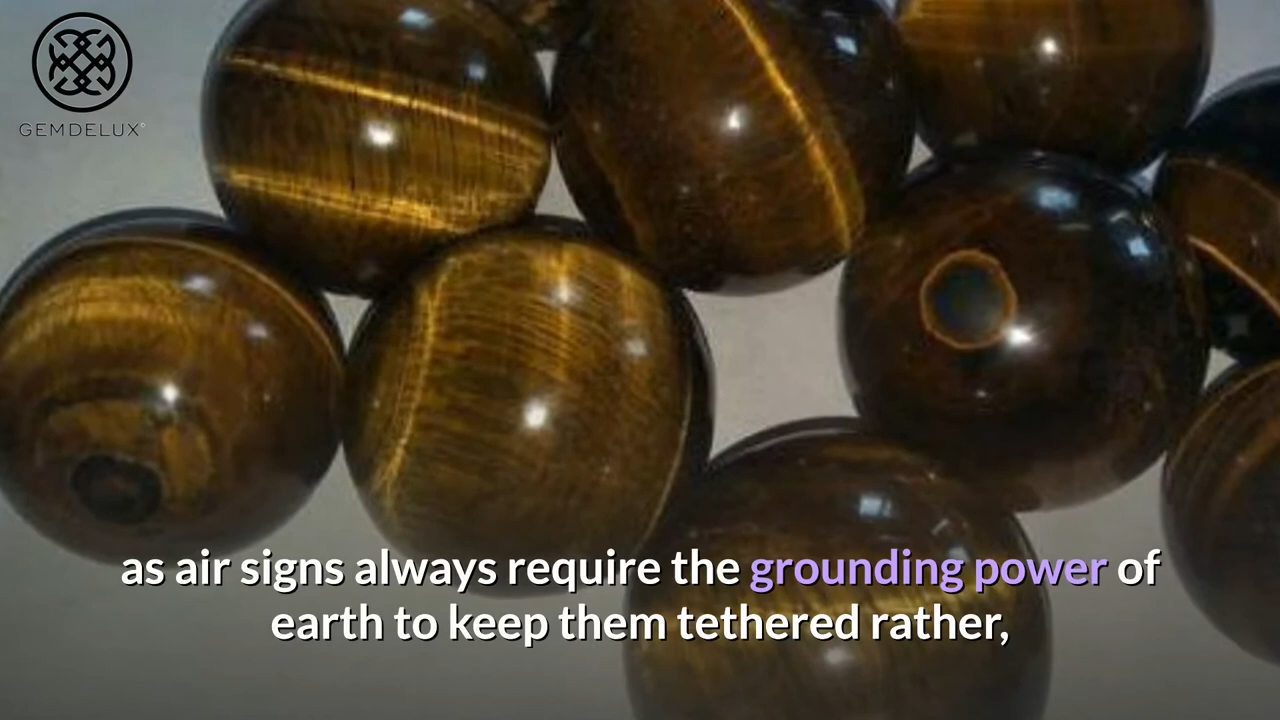 GEMDELUX
as air signs always require the grounding power of
earth to keep them tethered rather,